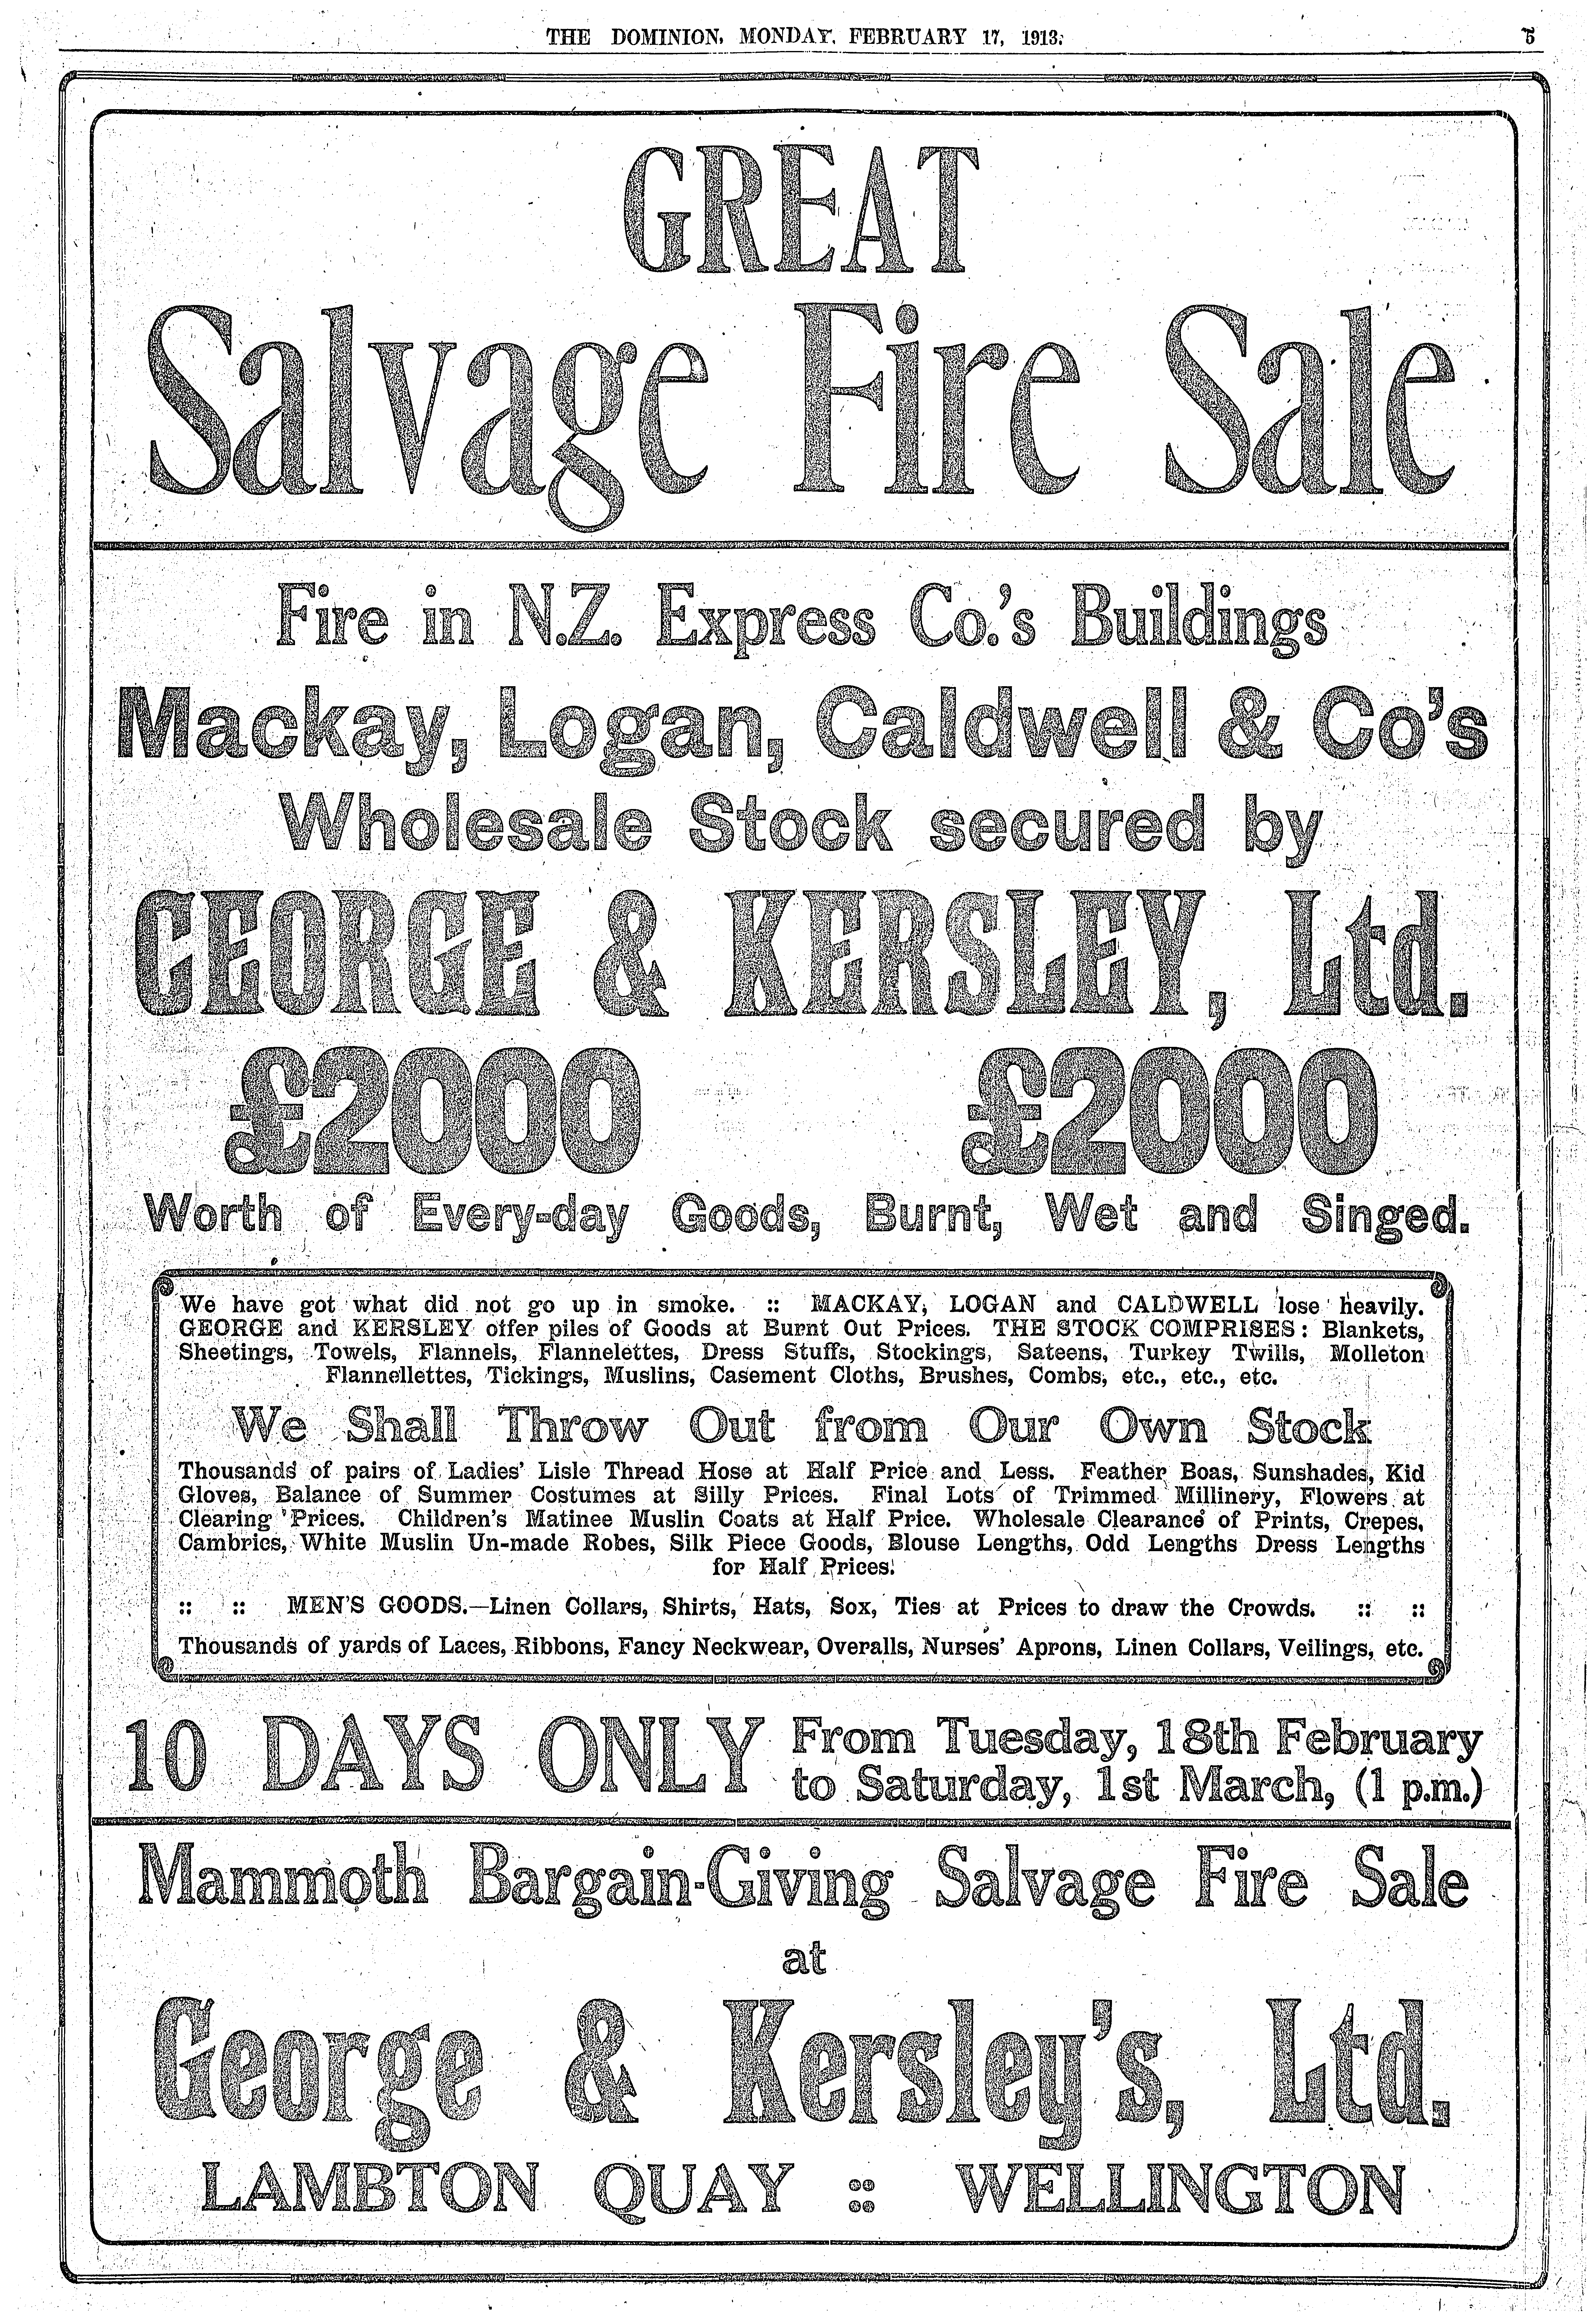 THE DOMINION, MONDAY, FEBRUARY 17, 1913.
5
GREAT
Salvage Fire Sale
Fire in N.Z. Express Co.'s Buildings
Mackay, Logan, Caldwell & Co's
Wholesale Stock secured by
GEORGE & KERSLEY, Ltd.
£2000 £2000
Worth of Every-day Goods, Burnt, Wet and Singed.
We have got what did not go up in smoke. :: MACKAY, LOGAN and CALDWELL lose heavily.
GEORGE and KERSLEY offer piles of Goods at Burnt Out Prices. THE STOCK COMPRISES: Blankets,
Sheetings, Towels, Flannels, Flannelettes, Dress Stuffs, Stockings, Sateens, Turkey Twills, Molleton
Flannellettes, Tickings, Muslins, Casement Cloths, Brushes, Combs, etc., etc., etc.
We Shall Throw Out from Our Own Stock
Thousands of pairs of Ladies' Lisle Thread Hose at Half Price and Less. Feather Boas, Sunshades, Kid
Gloves, Balance of Summer Costumes at Silly Prices. Final Lots of Trimmed Millinery, Flowers at
Clearing Prices. Children's Matinee Muslin Coats at Half Price. Wholesale Clearance of Prints, Crepes,
Cambrics, White Muslin Un-made Robes, Silk Piece Goods, Blouse Lengths, Odd Lengths Dress Lengths
for Half Prices.
:: :: MEN'S GOODS.—Linen Collars, Shirts, Hats, Sox, Ties at Prices to draw the Crowds. :: ::
Thousands of yards of Laces, Ribbons, Fancy Neckwear, Overalls, Nurses' Aprons, Linen Collars, Veilings, etc.
10 DAYS ONLY From Tuesday, 18th February
to Saturday, 1st March, (1 p.m.)
Mammoth Bargain-Giving Salvage Fire Sale
at
George & Kersley's, Ltd.
LAMBTON QUAY :: WELLINGTON